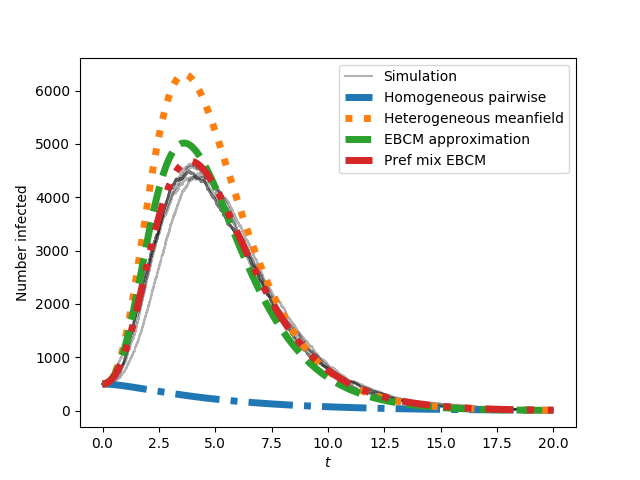 Simulation
Homogeneous pairwise
Heterogeneous meanfield
EBCM approximation
Pref mix EBCM
Number infected
6000
5000
4000
3000
2000
1000
0
0.0 2.5 5.0 7.5 10.0 12.5 15.0 17.5 20.0
t